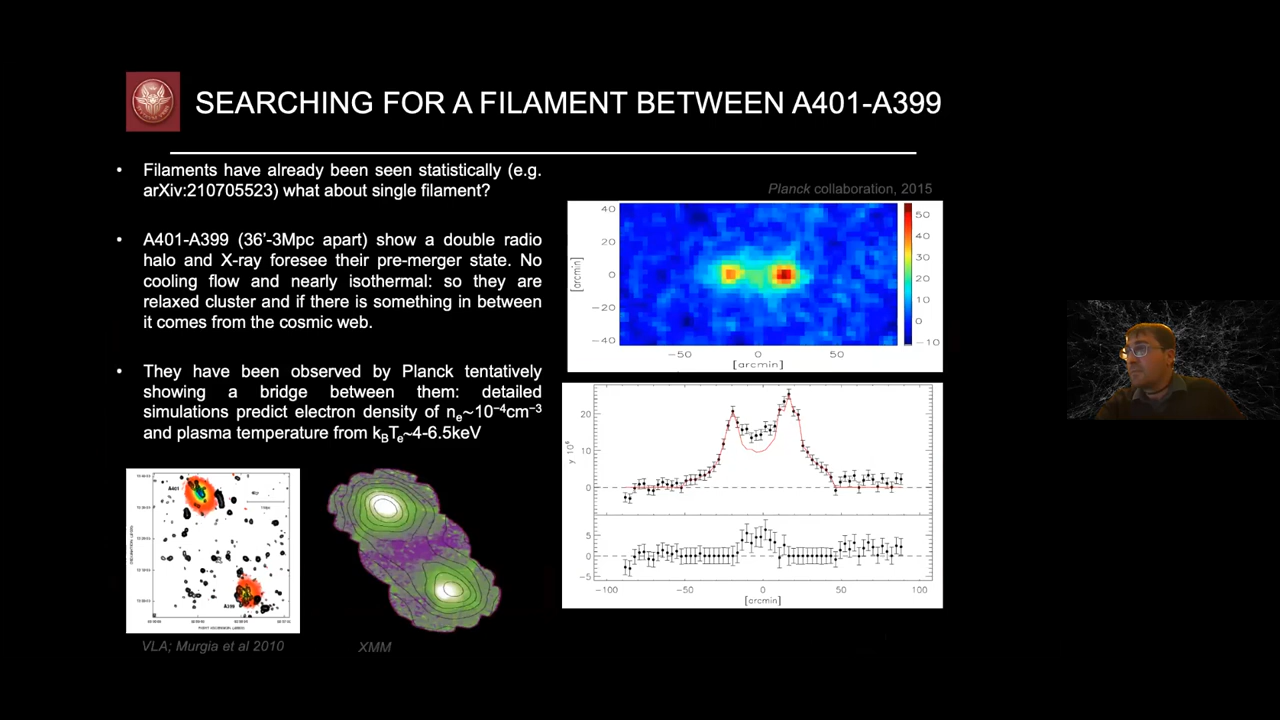 SEARCHING FOR A FILAMENT BETWEEN A401-A399
• Filaments have already been seen statistically (e.g.
arXiv:210705523) what about single filament?
• A401-A399 (36'-3Mpc apart) show a double radio
halo and X-ray foresee their pre-merger state. No
cooling flow and nearly isothermal: so they are
relaxed cluster and if there is something in between
it comes from the cosmic web.
• They have been observed by Planck tentatively
showing a bridge between them: detailed
simulations predict electron density of nₑ~10⁻⁴cm⁻³
and plasma temperature from k_BTₑ~4-6.5keV
A401
A399
VLA; Murgia et al 2010
XMM
Planck collaboration, 2015
40
20
0
−20
−40
[arcmin]
−50
0
50
[arcmin]
50
40
30
20
10
0
−10
20
10
0
y 10⁶
5
0
−5
−100
−50
0
50
100
[arcmin]